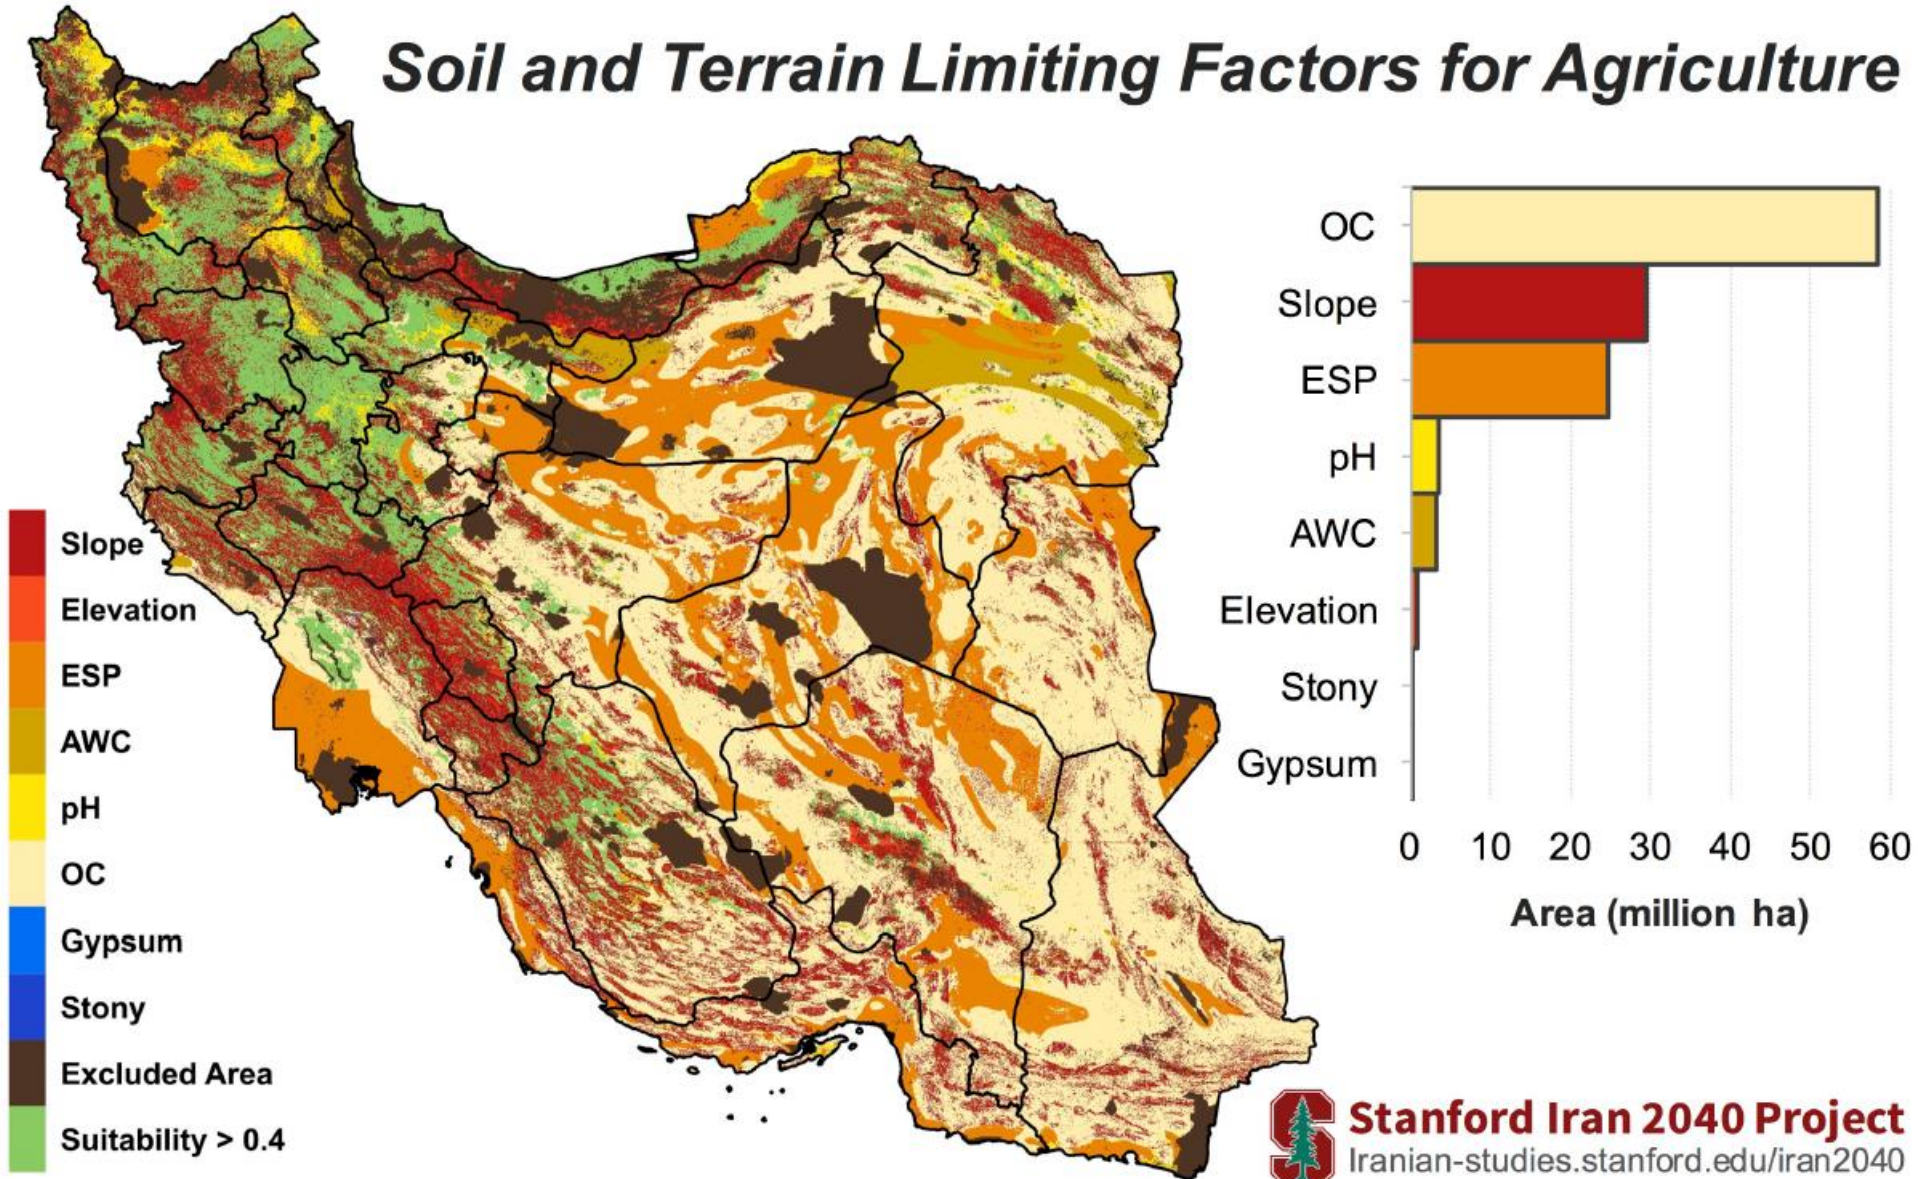 Soil and Terrain Limiting Factors for Agriculture
Slope
Elevation
ESP
AWC
pH
OC
Gypsum
Stony
Excluded Area
Suitability > 0.4
OC
Slope
ESP
pH
AWC
Elevation
Stony
Gypsum
0 10 20 30 40 50 60
Area (million ha)
S
Stanford Iran 2040 Project
Iranian-studies.stanford.edu/iran2040